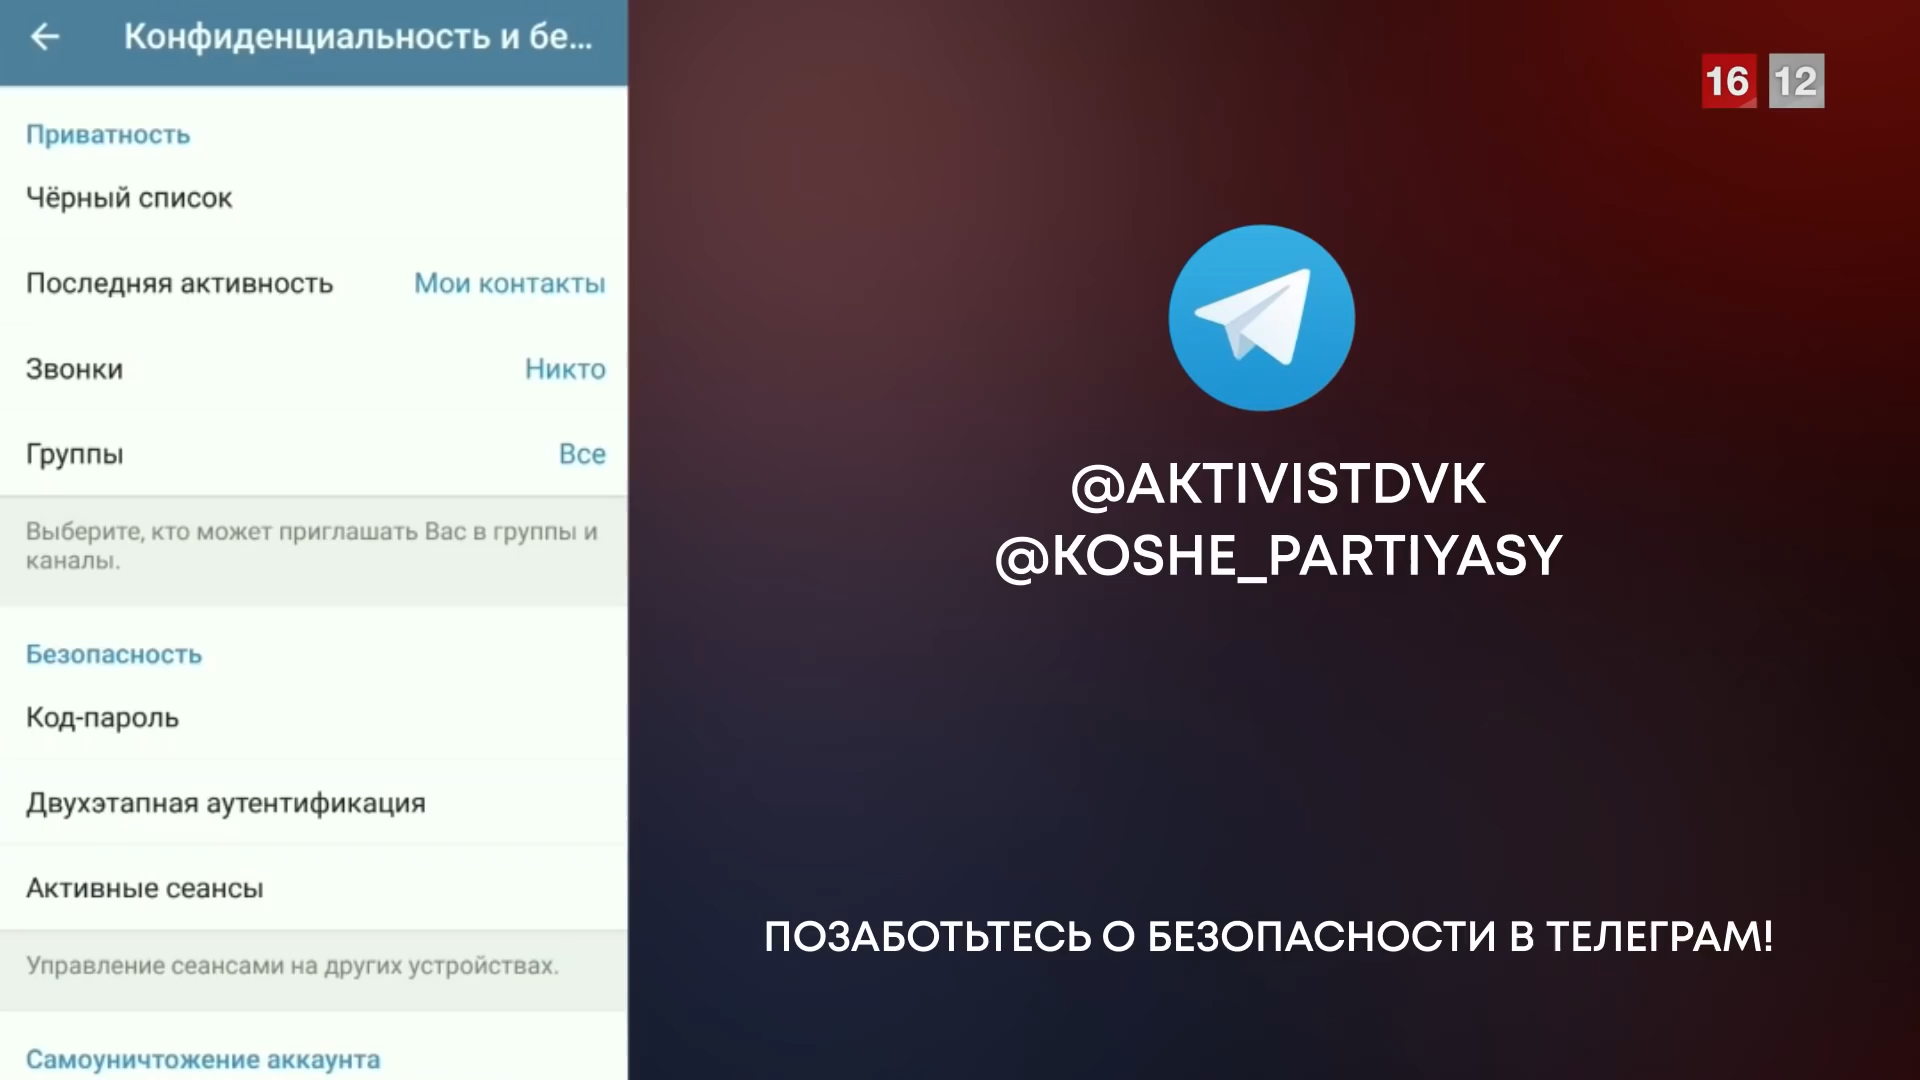 Конфиденциальность и бе...
Приватность
Чёрный список
Последняя активность Мои контакты
Звонки Никто
Группы Все
Выберите, кто может приглашать Вас в группы и
каналы.
Безопасность
Код-пароль
Двухэтапная аутентификация
Активные сеансы
Управление сеансами на других устройствах.
Самоуничтожение аккаунта
16 12
@AKTIVISTDVK
@KOSHE_PARTIYASY
ПОЗАБОТЬТЕСЬ О БЕЗОПАСНОСТИ В ТЕЛЕГРАМ!